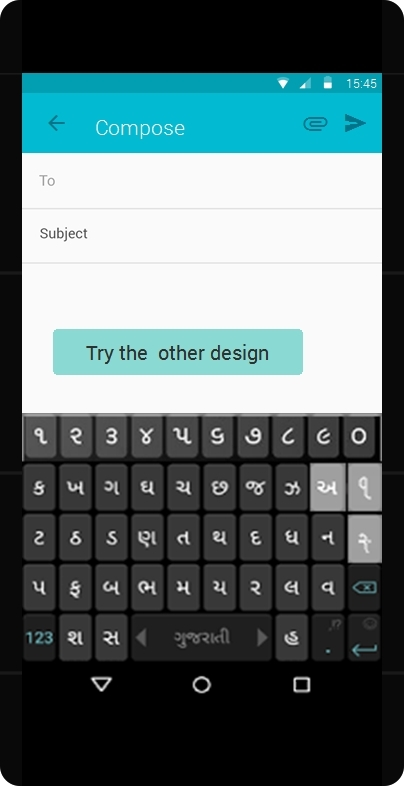 15:45
Compose
To
Subject
Try the other design
૧ ૨ ૩ ૪ ૫ ૬ ૭ ૮ ૯ ૦
ક ખ ગ ઘ ચ છ જ ઝ અ
ટ ઠ ડ ણ ત થ દ ધ ન
પ ફ બ ભ મ ય ર લ વ
123 શ સ ગુજરાતી હ . !?